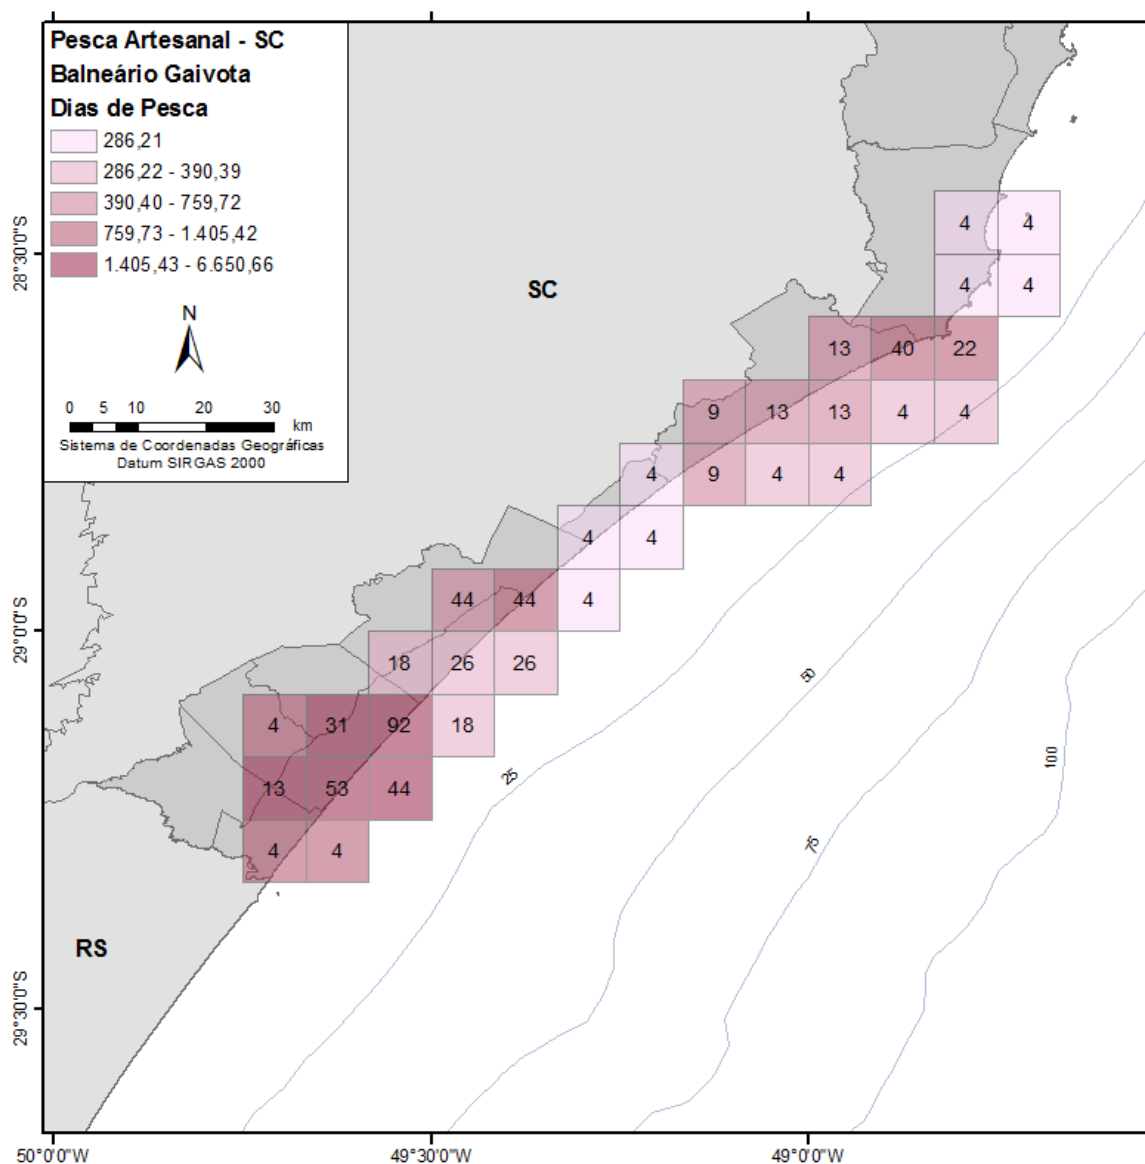 Pesca Artesanal - SC
Balneário Gaivota
Dias de Pesca
286,21
286,22 - 390,39
390,40 - 759,72
759,73 - 1.405,42
1.405,43 - 6.650,66
N
0 5 10 20 30
km
Sistema de Coordenadas Geográficas
Datum SIRGAS 2000
28°30'0"S
29°0'0"S
29°30'0"S
SC
RS
4 4
4 4
13 40 22
9 13 13 4 4
4 9 4 4
4 4
44 44 4
18 26 26
4 31 92 18
13 53 44
4 4
25
50
75
100
50°0'0"W 49°30'0"W 49°0'0"W